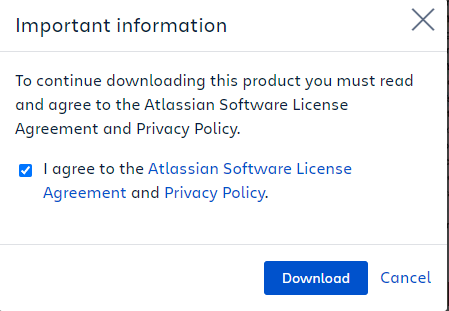 Important information
To continue downloading this product you must read
and agree to the Atlassian Software License
Agreement and Privacy Policy.
I agree to the Atlassian Software License
Agreement and Privacy Policy.
Download Cancel